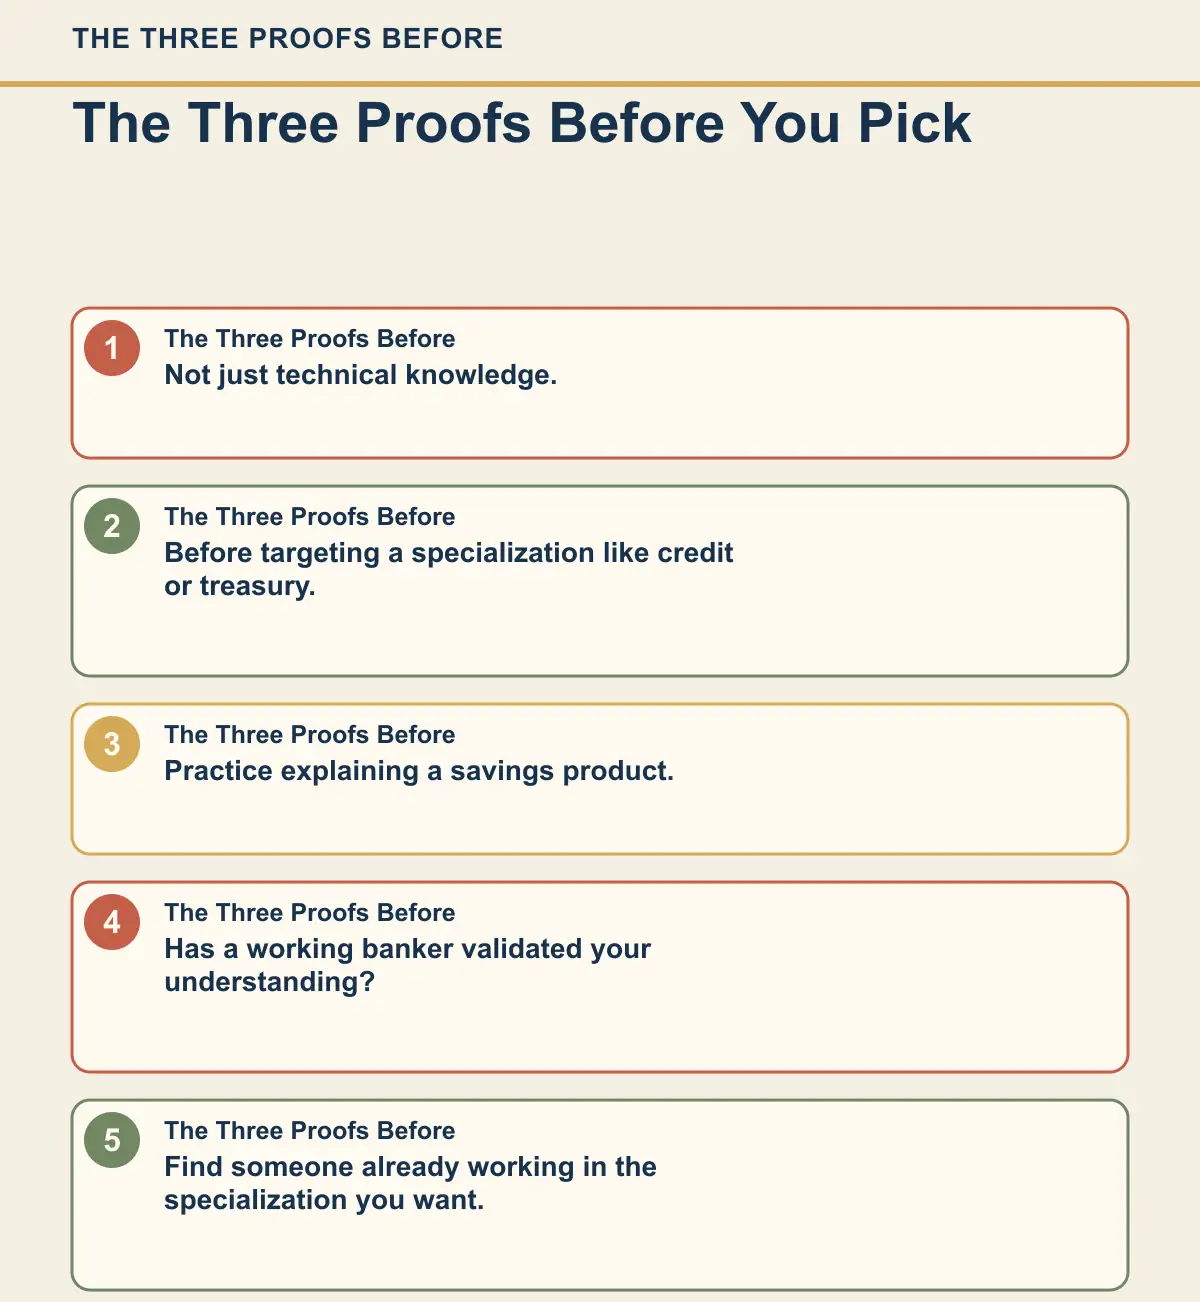 THE THREE PROOFS BEFORE
The Three Proofs Before You Pick
1
The Three Proofs Before
Not just technical knowledge.
2
The Three Proofs Before
Before targeting a specialization like credit
or treasury.
3
The Three Proofs Before
Practice explaining a savings product.
4
The Three Proofs Before
Has a working banker validated your
understanding?
5
The Three Proofs Before
Find someone already working in the
specialization you want.